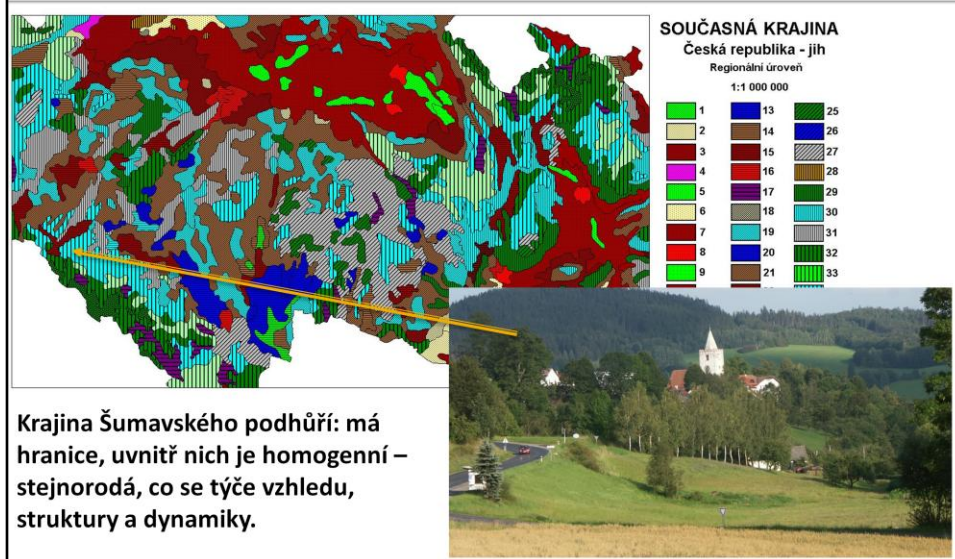 SOUČASNÁ KRAJINA
Česká republika - jih
Regionální úroveň
1:1 000 000
1 13 25
2 14 26
3 15 27
4 16 28
5 17 29
6 18 30
7 19 31
8 20 32
9 21 33
Krajina Šumavského podhůří: má
hranice, uvnitř nich je homogenní –
stejnorodá, co se týče vzhledu,
struktury a dynamiky.